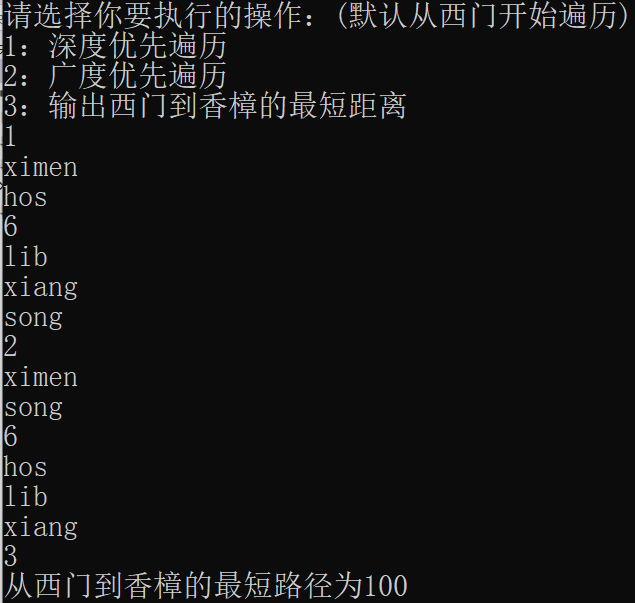 请选择你要执行的操作：(默认从西门开始遍历)
1：深度优先遍历
2：广度优先遍历
3：输出西门到香樟的最短距离
1
ximen
hos
6
lib
xiang
song
2
ximen
song
6
hos
lib
xiang
3
从西门到香樟的最短路径为100